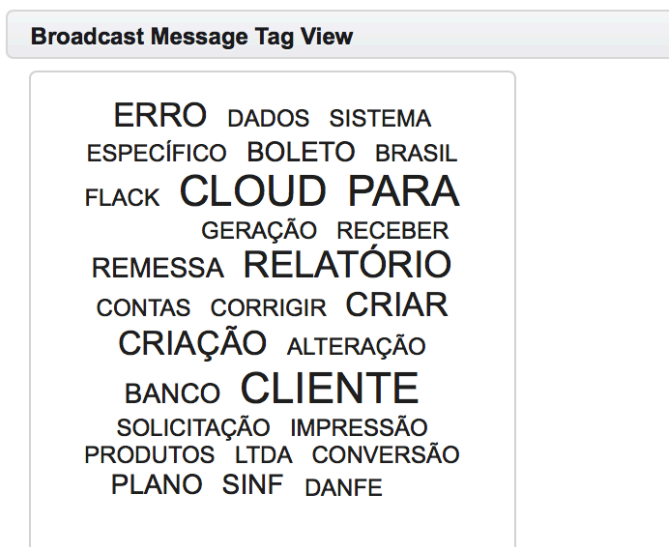 Broadcast Message Tag View
ERRO DADOS SISTEMA
ESPECÍFICO BOLETO BRASIL
FLACK CLOUD PARA
GERAÇÃO RECEBER
REMESSA RELATÓRIO
CONTAS CORRIGIR CRIAR
CRIAÇÃO ALTERAÇÃO
BANCO CLIENTE
SOLICITAÇÃO IMPRESSÃO
PRODUTOS LTDA CONVERSÃO
PLANO SINF DANFE